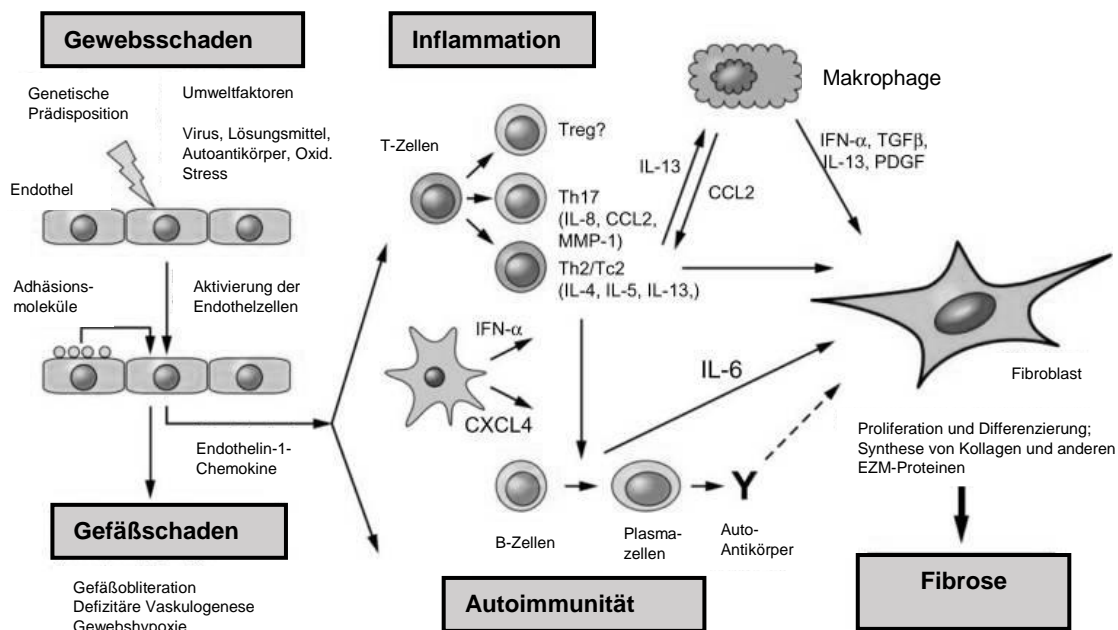 Gewebsschaden
Genetische
Prädisposition
Umweltfaktoren
Virus, Lösungsmittel,
Autoantikörper, Oxid.
Stress
Endothel
Adhäsions-
moleküle
Aktivierung der
Endothelzellen
Endothelin-1-
Chemokine
Gefäßschaden
Gefäßobliteration
Defizitäre Vaskulogenese
Gewebshypoxie
Inflammation
T-Zellen
Treg?
Th17
(IL-8, CCL2,
MMP-1)
Th2/Tc2
(IL-4, IL-5, IL-13,)
IL-13
CCL2
Makrophage
IFN-α, TGFβ,
IL-13, PDGF
IFN-α
CXCL4
IL-6
B-Zellen
Plasma-
zellen
Y
Auto-
Antikörper
Autoimmunität
Fibroblast
Proliferation und Differenzierung;
Synthese von Kollagen und anderen
EZM-Proteinen
Fibrose